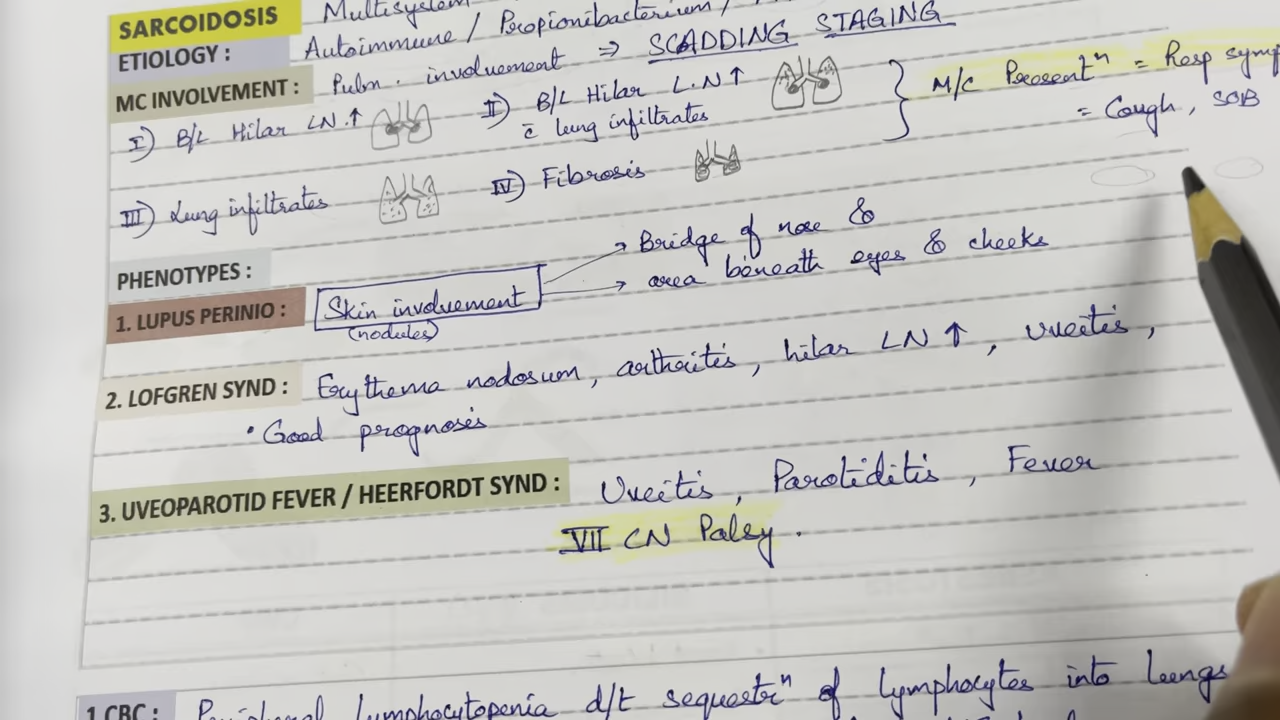 SARCOIDOSIS Multisystem
ETIOLOGY : Autoimmune / Propionibacterium /
MC INVOLVEMENT : Pulm. involvement ⇒ SCADDING STAGING
I) B/L Hilar LN ↑ II) B/L Hilar L.N ↑ } M/C Present^n = Resp symp
c̄ lung infiltrates = Cough, SOB
III) Lung infiltrates IV) Fibrosis
PHENOTYPES : → Bridge of nose &
1. LUPUS PERINIO : Skin involvement → area beneath eyes & cheeks
(nodules)
2. LOFGREN SYND : Erythema nodosum, arthritis, hilar LN ↑, uveitis,
• Good prognosis
3. UVEOPAROTID FEVER / HEERFORDT SYND : Uveitis, Parotiditis, Fever
VII CN Palsy.
1.CBC : Peripheral lymphocytopenia d/t sequestr^n of lymphocytes into lungs